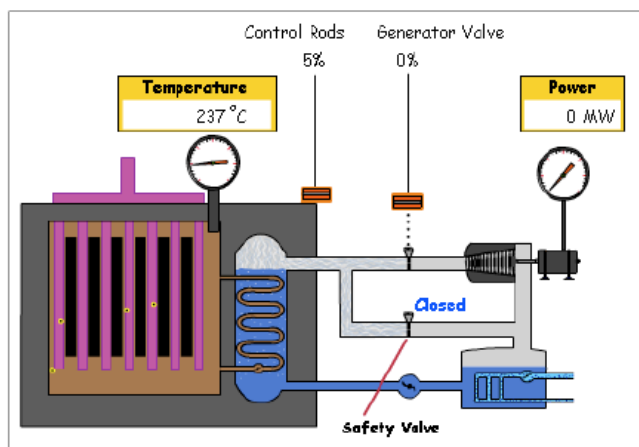 Control Rods
5%
Generator Valve
0%
Temperature
237 °C
Power
0 MW
Closed
Safety Valve